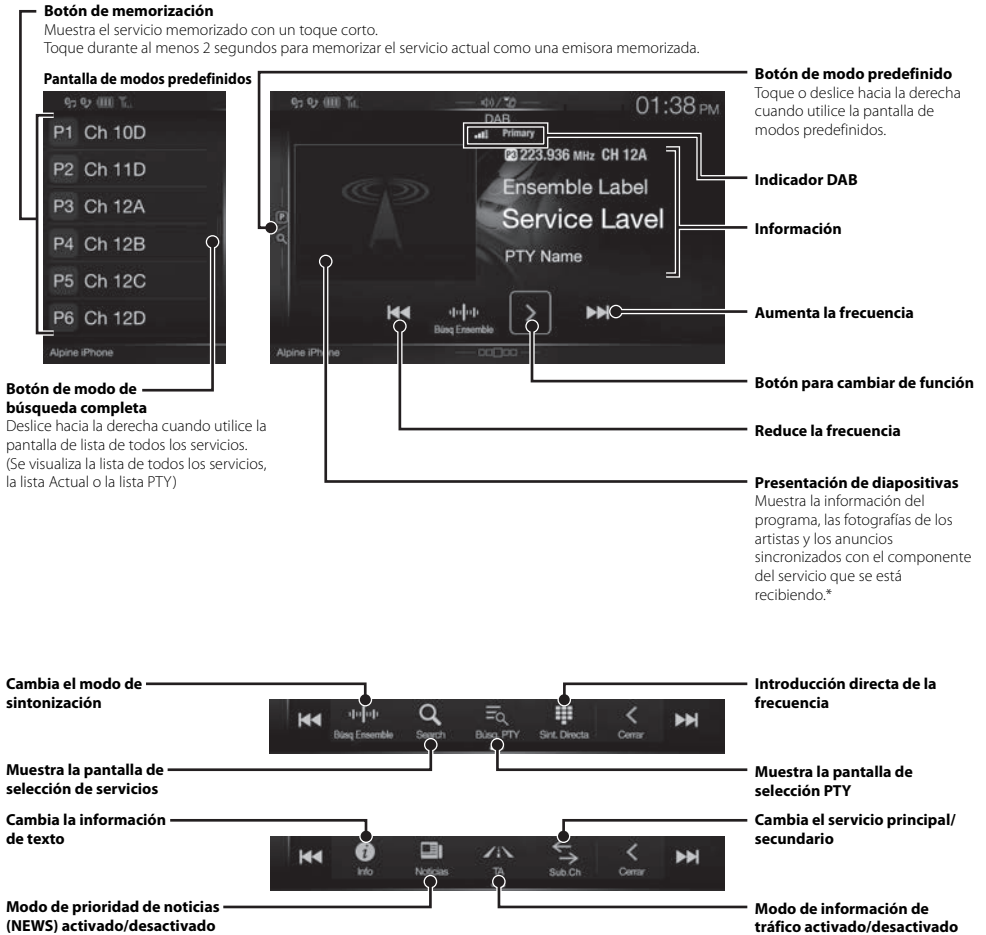 Botón de memorización
Muestra el servicio memorizado con un toque corto.
Toque durante al menos 2 segundos para memorizar el servicio actual como una emisora memorizada.
Pantalla de modos predefinidos
P1 Ch 10D
P2 Ch 11D
P3 Ch 12A
P4 Ch 12B
P5 Ch 12C
P6 Ch 12D
Alpine iPhone
Botón de modo de
búsqueda completa
Deslice hacia la derecha cuando utilice la
pantalla de lista de todos los servicios.
(Se visualiza la lista de todos los servicios,
la lista Actual o la lista PTY)
01:38 PM
DAB
Primary
P3 223.936 MHz CH 12A
Ensemble Label
Service Lavel
PTY Name
P
Búsq Ensemble
Alpine iPhone
Botón de modo predefinido
Toque o deslice hacia la derecha
cuando utilice la pantalla de
modos predefinidos.
Indicador DAB
Información
Aumenta la frecuencia
Botón para cambiar de función
Reduce la frecuencia
Presentación de diapositivas
Muestra la información del
programa, las fotografías de los
artistas y los anuncios
sincronizados con el componente
del servicio que se está
recibiendo.*
Cambia el modo de
sintonización
Introducción directa de la
frecuencia
Búsq Ensemble Search Búsq. PTY Sint. Directa Cerrar
Muestra la pantalla de
selección de servicios
Muestra la pantalla de
selección PTY
Cambia la información
de texto
Cambia el servicio principal/
secundario
Info Noticias TA Sub.Ch Cerrar
Modo de prioridad de noticias
(NEWS) activado/desactivado
Modo de información de
tráfico activado/desactivado